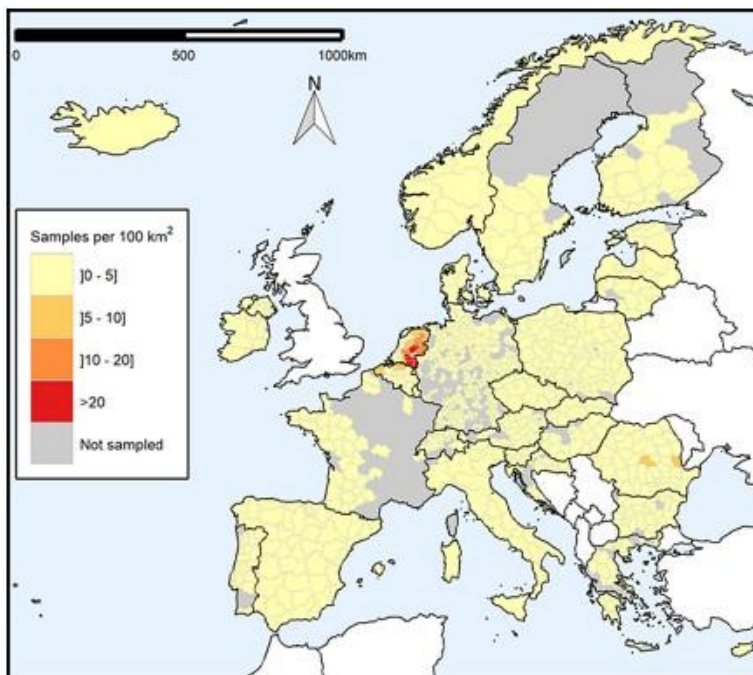 0 500 1000km
N
Samples per 100 km²
]0 - 5]
]5 - 10]
]10 - 20]
>20
Not sampled